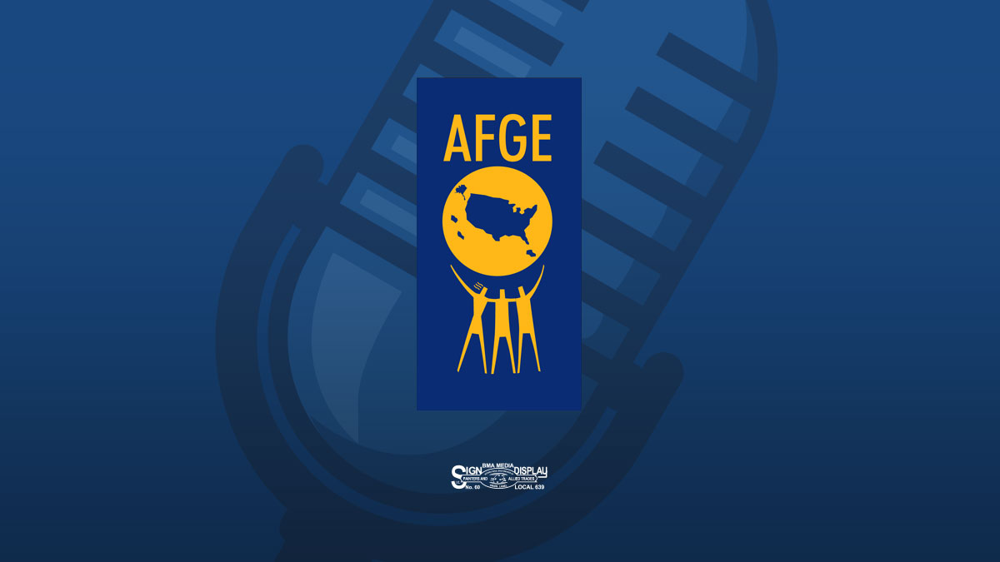 AFGE
BMA MEDIA
SIGN DISPLAY
PAINTERS AND ALLIED TRADES
No. 60 LOCAL 639